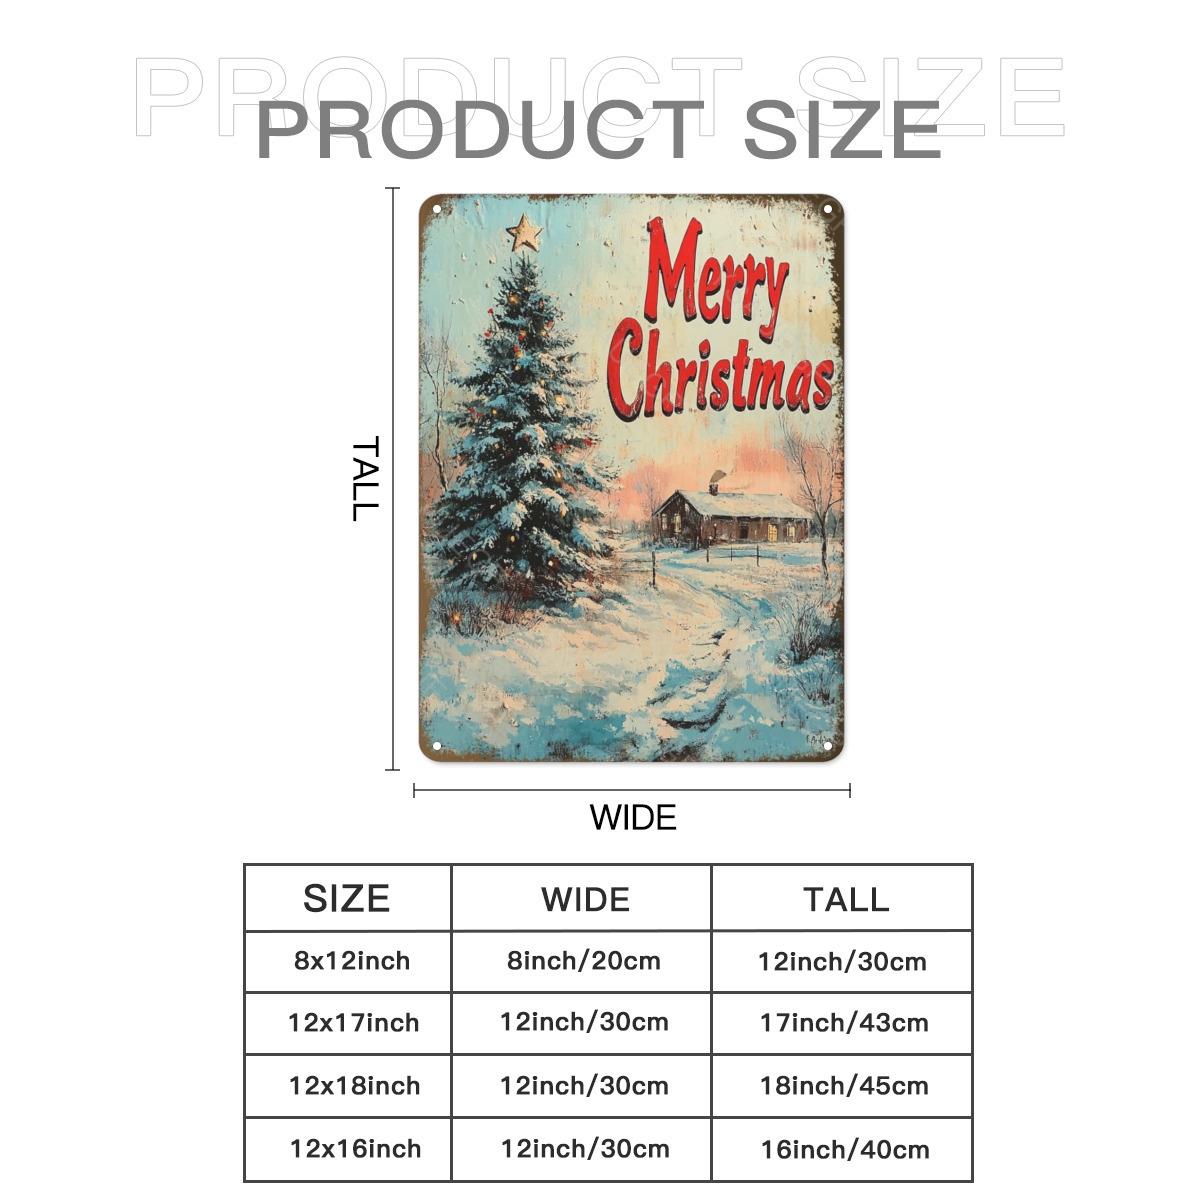 PRODUCT SIZE
PRODUCT SIZE
Merry
Christmas
TALL
WIDE
SIZE WIDE TALL
8x12inch 8inch/20cm 12inch/30cm
12x17inch 12inch/30cm 17inch/43cm
12x18inch 12inch/30cm 18inch/45cm
12x16inch 12inch/30cm 16inch/40cm